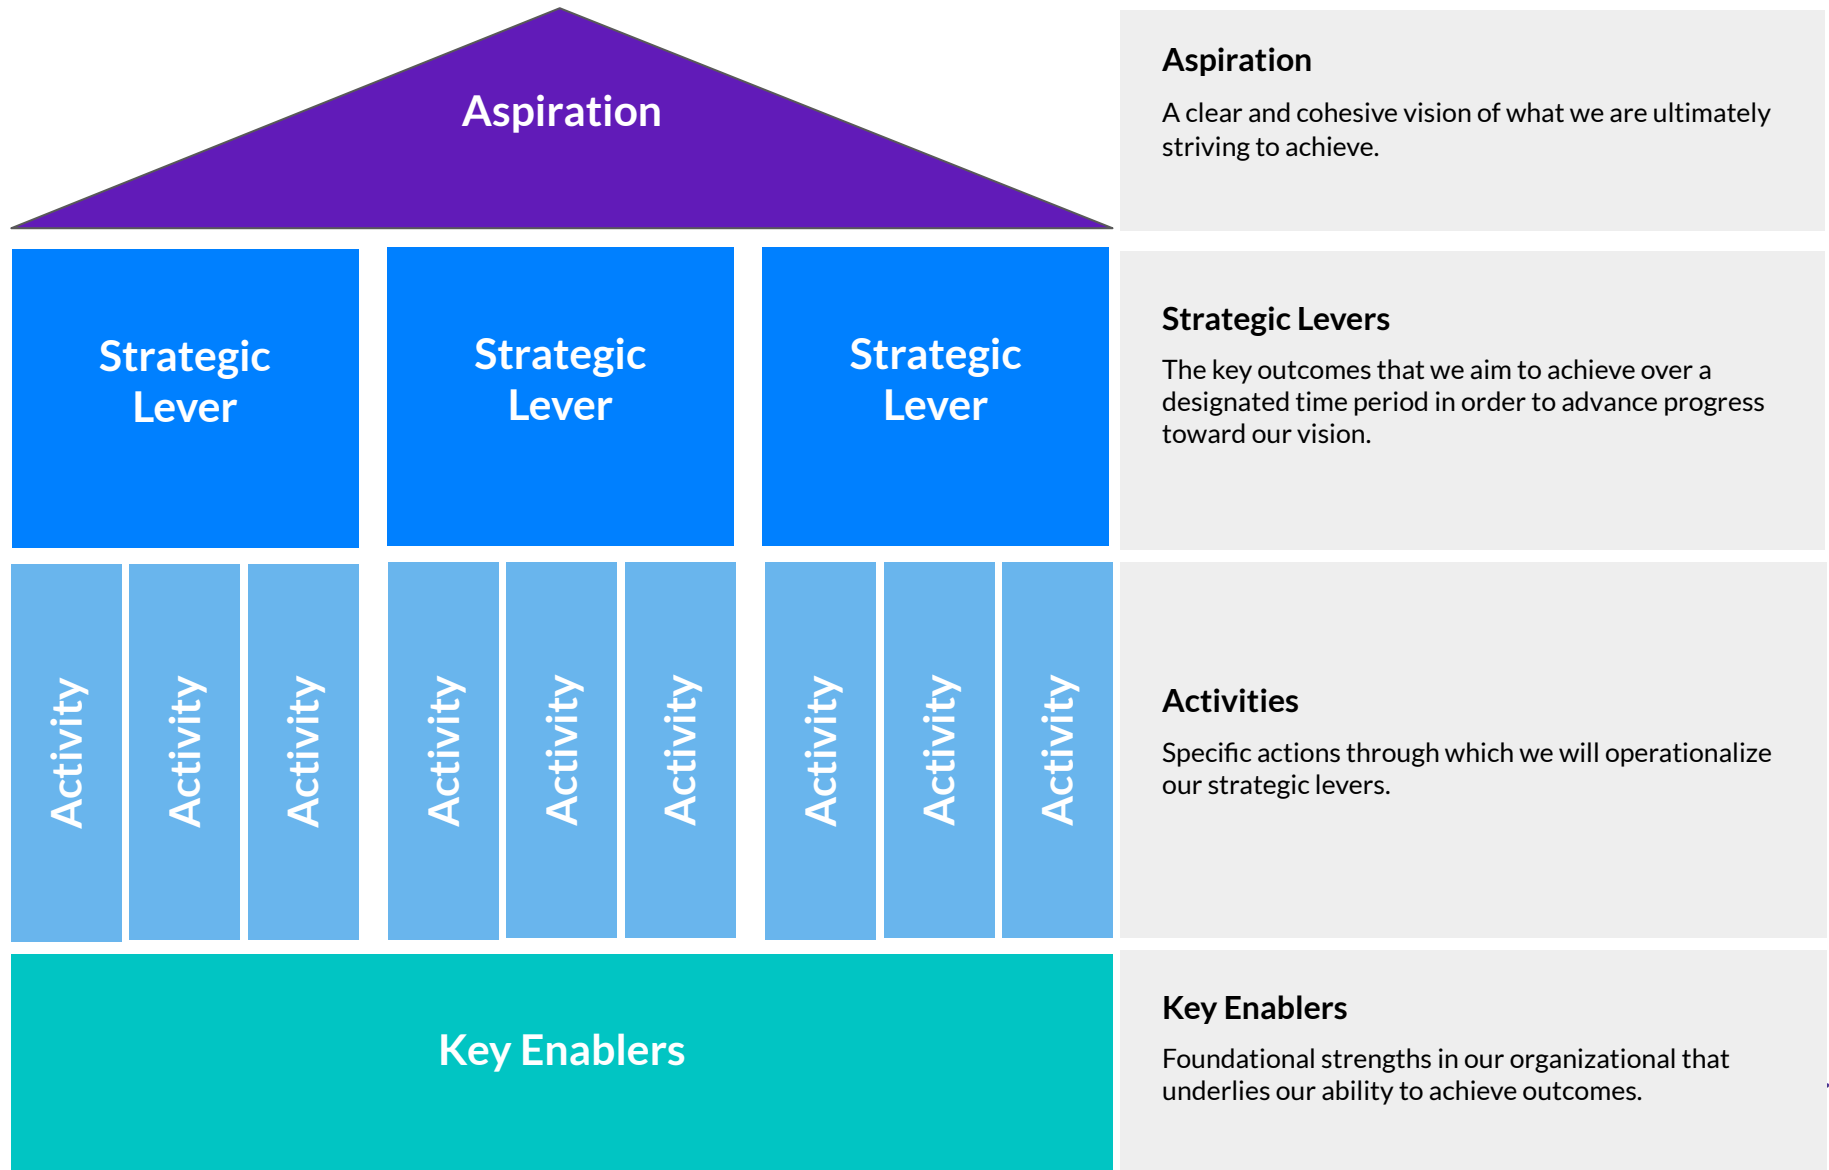 Aspiration
Aspiration
A clear and cohesive vision of what we are ultimately
striving to achieve.
Strategic
Lever
Strategic
Lever
Strategic
Lever
Strategic Levers
The key outcomes that we aim to achieve over a
designated time period in order to advance progress
toward our vision.
Activity
Activity
Activity
Activity
Activity
Activity
Activity
Activity
Activity
Activities
Specific actions through which we will operationalize
our strategic levers.
Key Enablers
Key Enablers
Foundational strengths in our organizational that
underlies our ability to achieve outcomes.